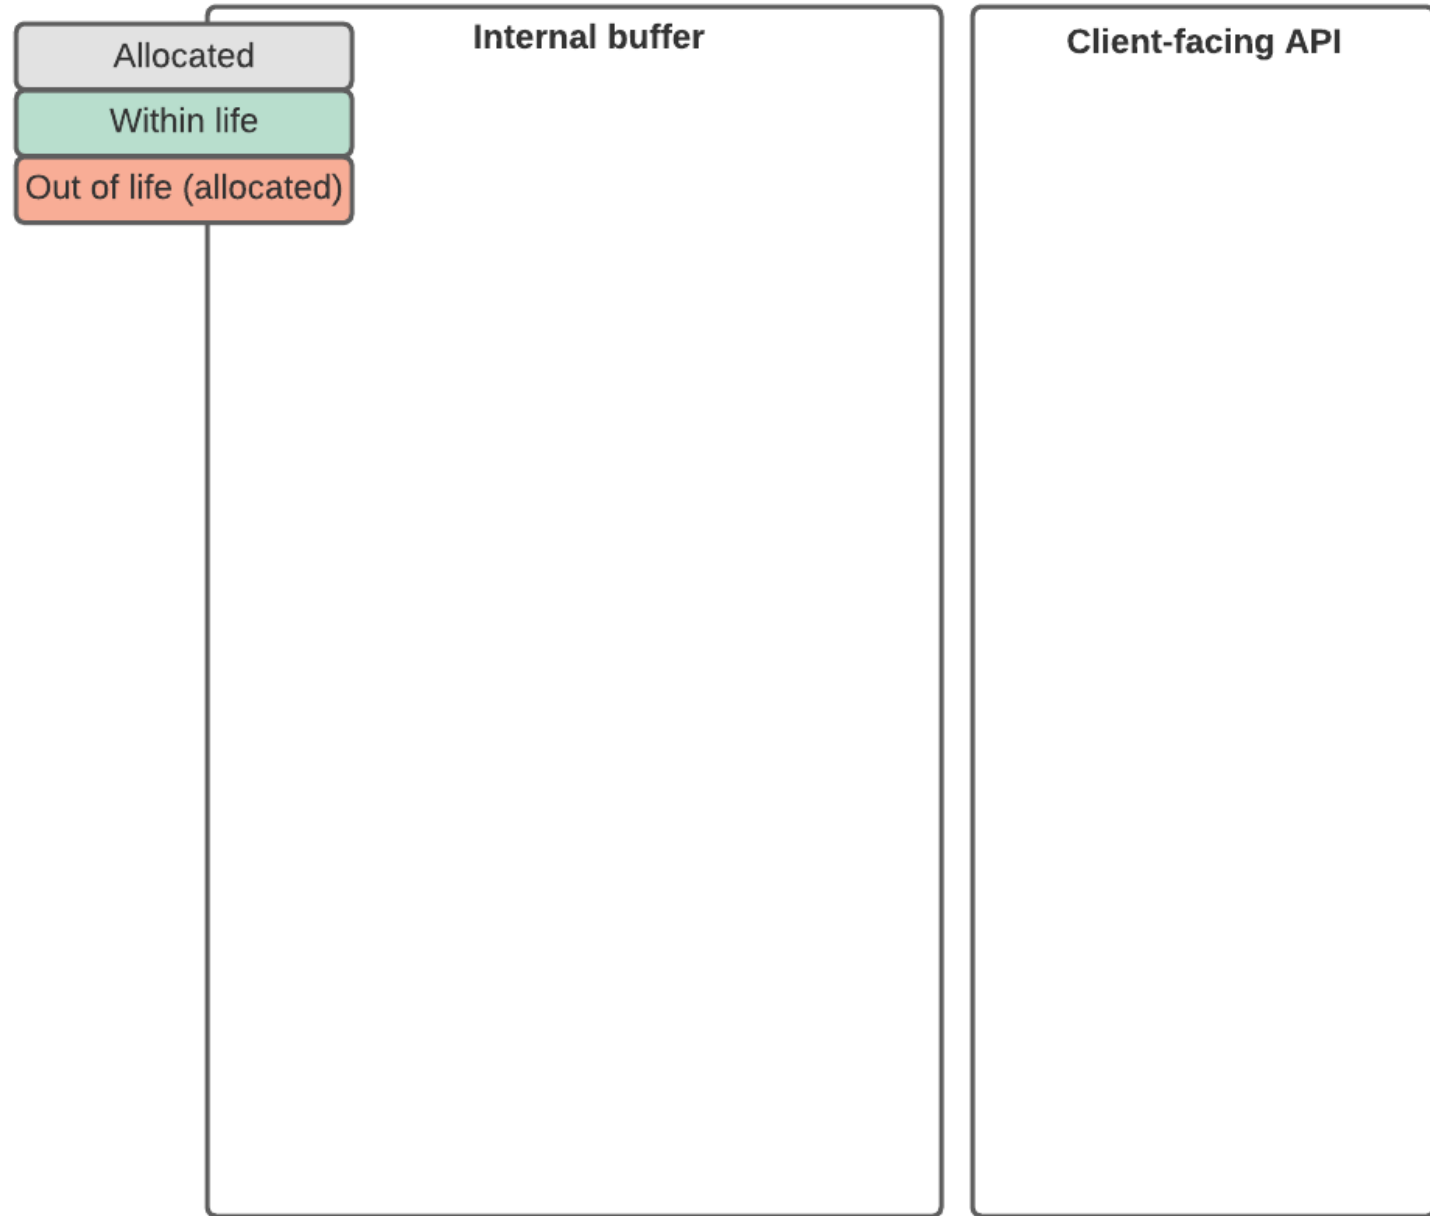 Internal buffer
Client-facing API
Allocated
Within life
Out of life (allocated)